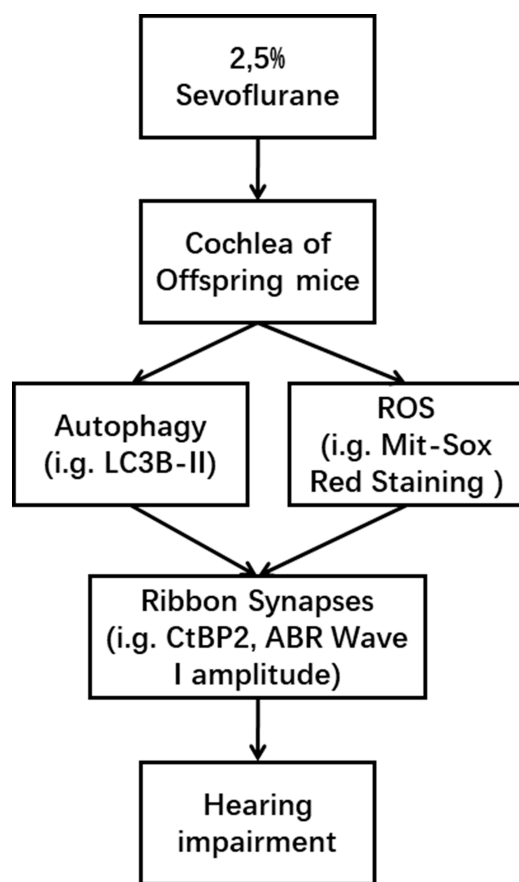 2,5%
Sevoflurane
Cochlea of
Offspring mice
Autophagy
(i.g. LC3B-II)
ROS
(i.g. Mit-Sox
Red Staining )
Ribbon Synapses
(i.g. CtBP2, ABR Wave
I amplitude)
Hearing
impairment